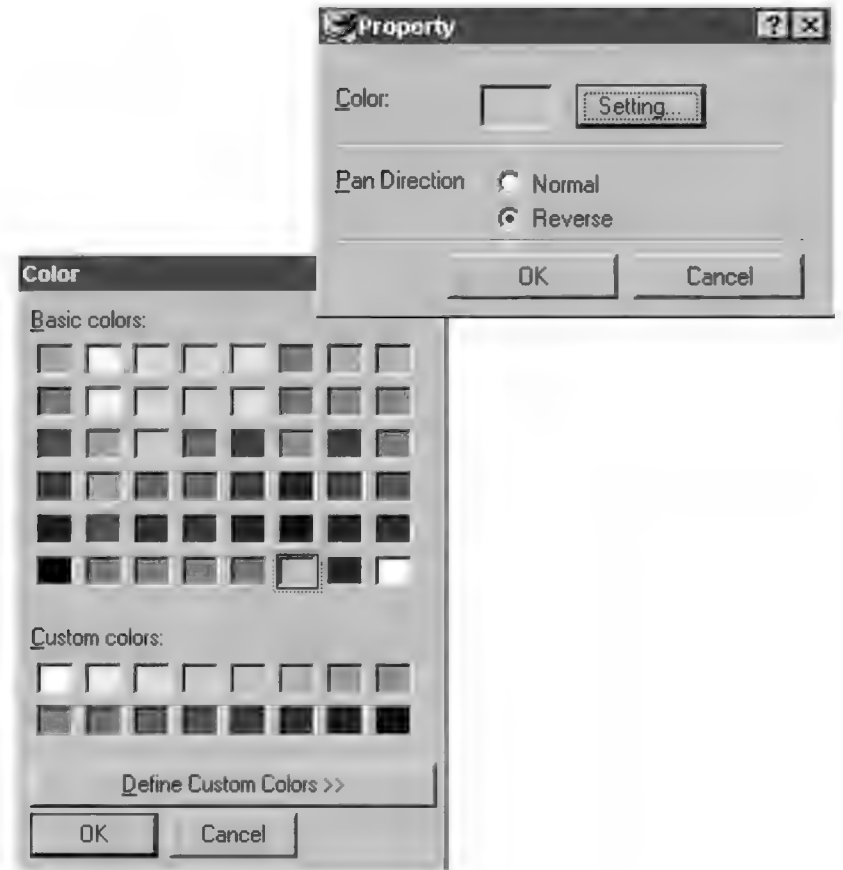 Property
Color:
Setting...
Pan Direction
Normal
Reverse
OK
Cancel
Color
Basic colors:
Custom colors:
Define Custom Colors >>
OK
Cancel